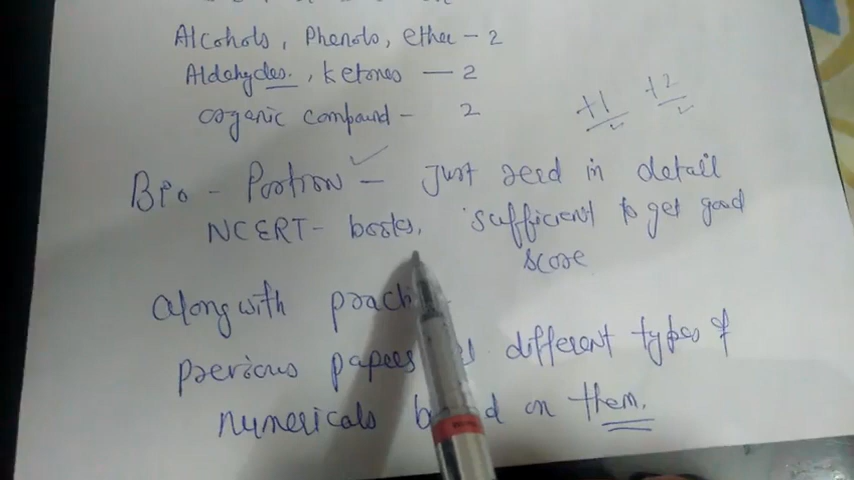 Alcohols, Phenols, ether - 2
Aldehydes, ketones - 2
organic compound - 2
+1 +2
Bio - Portion - Just read in detail
NCERT - books, sufficient to get good
score
Along with
previous papers different types of
numericals on them.